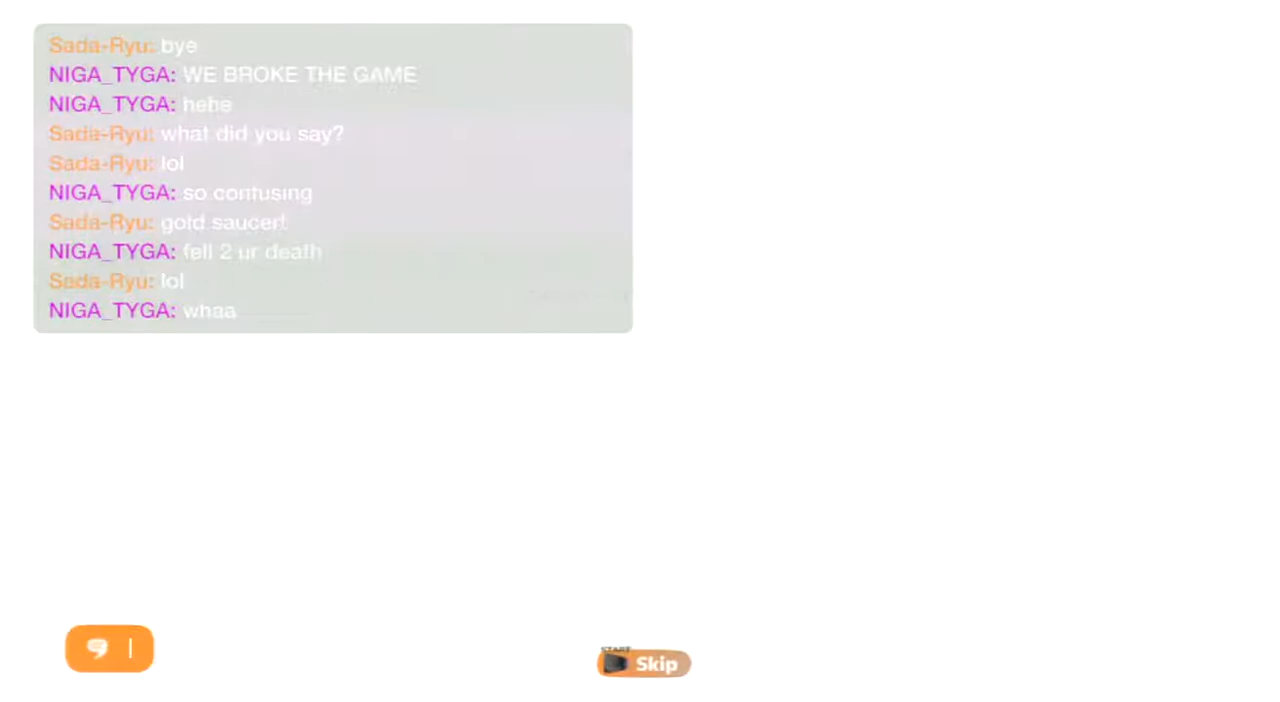 Sada-Ryu: bye
NIGA_TYGA: WE BROKE THE GAME
NIGA_TYGA: hehe
Sada-Ryu: what did you say?
Sada-Ryu: lol
NIGA_TYGA: so confusing
Sada-Ryu: gold saucer!
NIGA_TYGA: fell 2 ur death
Sada-Ryu: lol
NIGA_TYGA: whaa
START
Skip